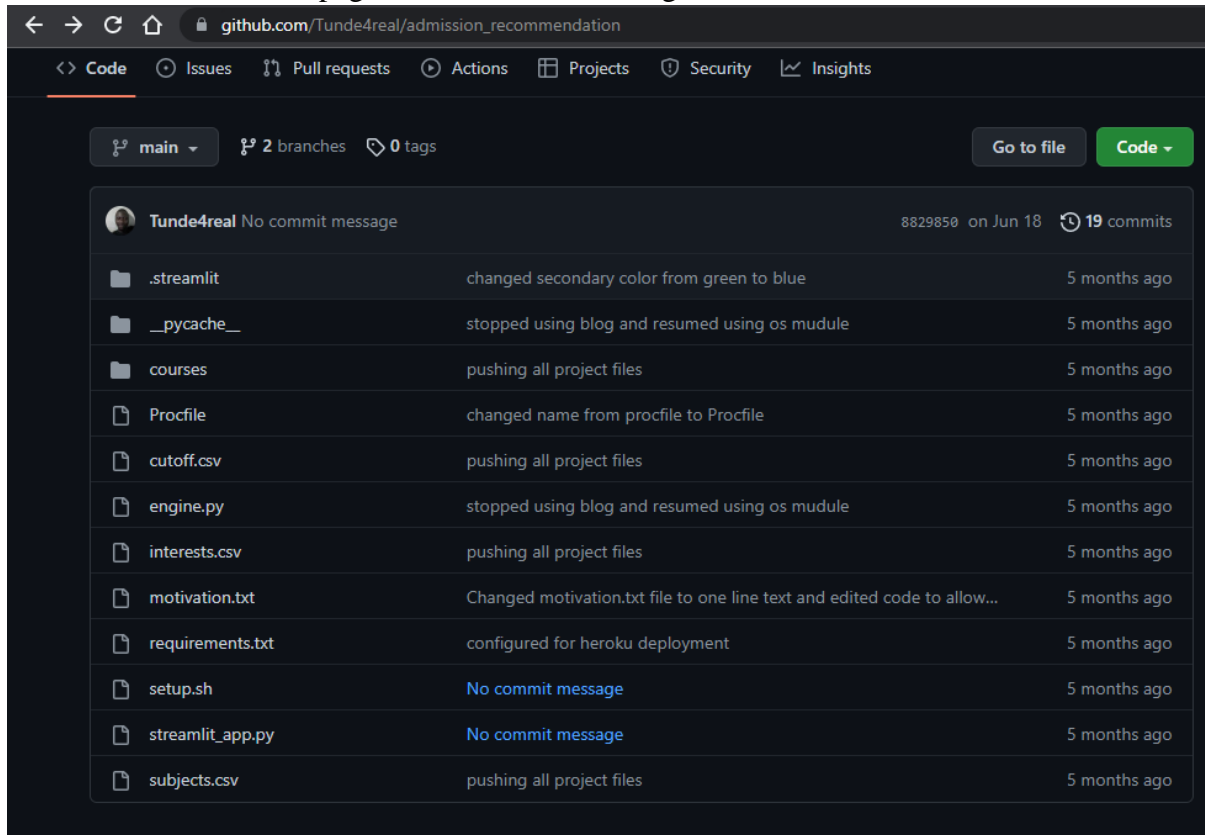 github.com/Tunde4real/admission_recommendation
<> Code Issues Pull requests Actions Projects Security Insights
main 2 branches 0 tags Go to file Code
Tunde4real No commit message 8829850 on Jun 18 19 commits
.streamlit changed secondary color from green to blue 5 months ago
__pycache__ stopped using blog and resumed using os mudule 5 months ago
courses pushing all project files 5 months ago
Procfile changed name from procfile to Procfile 5 months ago
cutoff.csv pushing all project files 5 months ago
engine.py stopped using blog and resumed using os mudule 5 months ago
interests.csv pushing all project files 5 months ago
motivation.txt Changed motivation.txt file to one line text and edited code to allow... 5 months ago
requirements.txt configured for heroku deployment 5 months ago
setup.sh No commit message 5 months ago
streamlit_app.py No commit message 5 months ago
subjects.csv pushing all project files 5 months ago